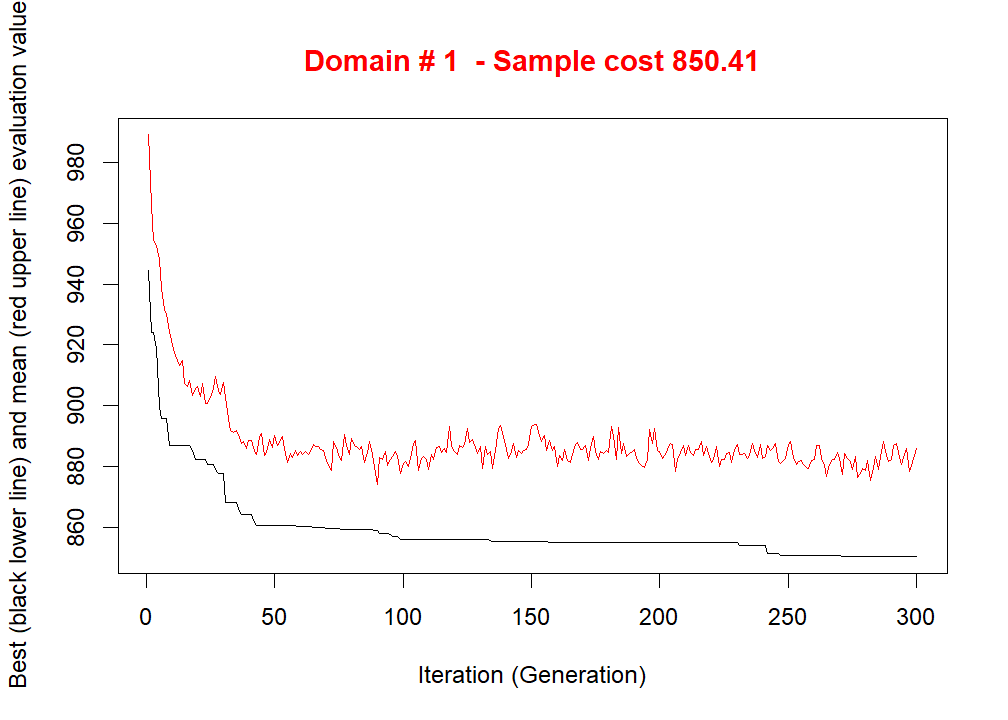 Domain # 1  - Sample cost 850.41
Best (black lower line) and mean (red upper line) evaluation value
980
960
940
920
900
880
860
0 50 100 150 200 250 300
Iteration (Generation)